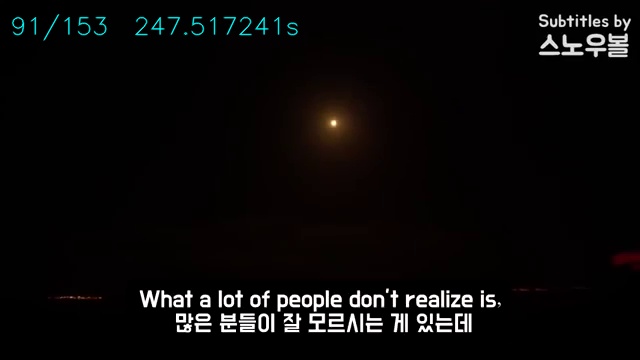 91/153 247.517241s
Subtitles by
스노우볼
What a lot of people don't realize is,
많은 분들이 잘 모르시는 게 있는데